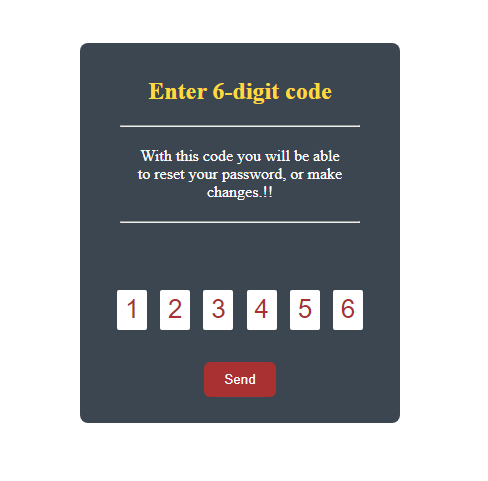 Enter 6-digit code
With this code you will be able
to reset your password, or make
changes.!!
1 2 3 4 5 6
Send